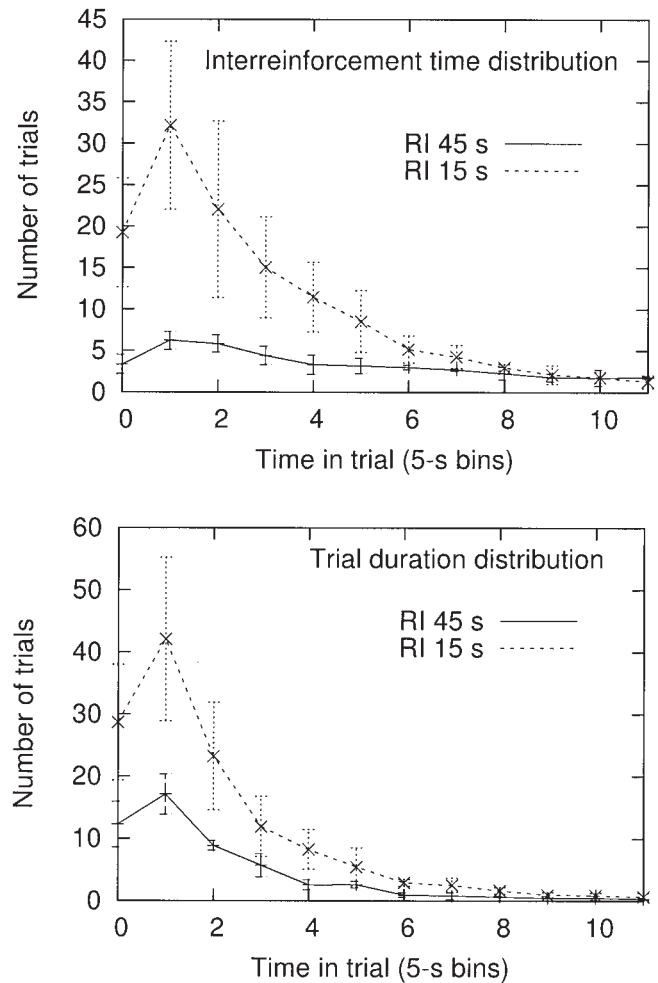 Interreinforcement time distribution
RI 45 s
RI 15 s
Number of trials
45
40
35
30
25
20
15
10
5
0
0 2 4 6 8 10
Time in trial (5-s bins)
Trial duration distribution
RI 45 s
RI 15 s
Number of trials
60
50
40
30
20
10
0
0 2 4 6 8 10
Time in trial (5-s bins)